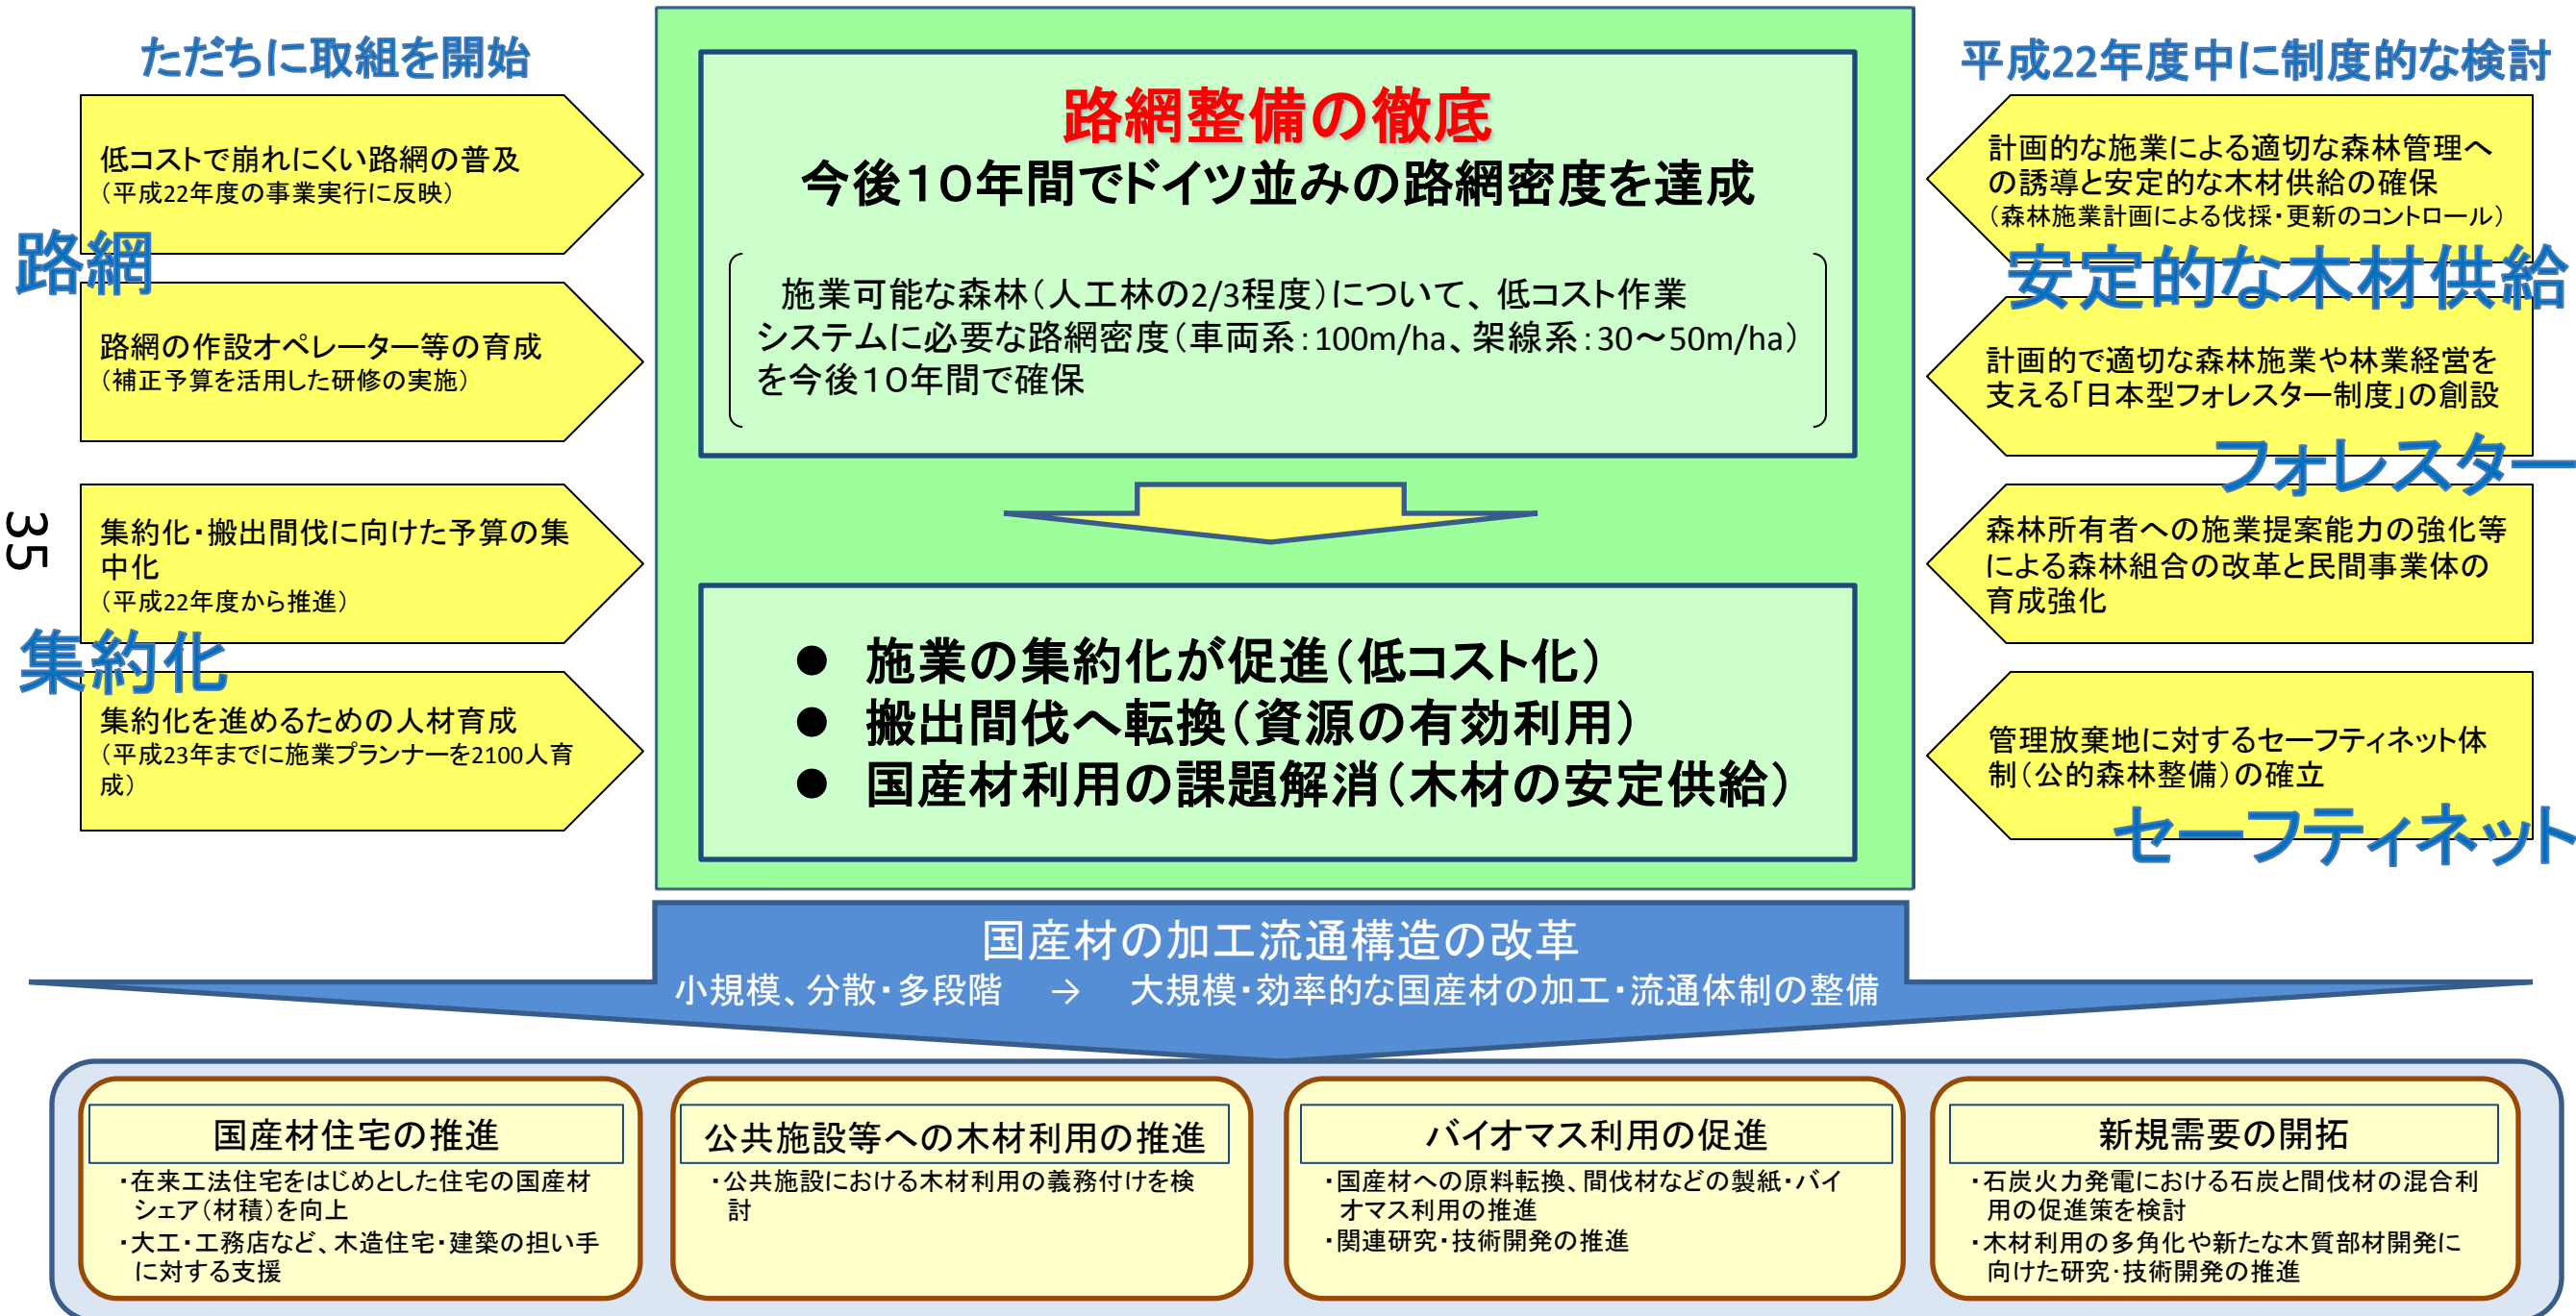 ただちに取組を開始
低コストで崩れにくい路網の普及
（平成22年度の事業実行に反映）
路網
路網の作設オペレーター等の育成
（補正予算を活用した研修の実施）
集約化・搬出間伐に向けた予算の集
中化
（平成22年度から推進）
集約化
集約化を進めるための人材育成
（平成23年までに施業プランナーを2100人育
成）
35
路網整備の徹底
今後１０年間でドイツ並みの路網密度を達成
施業可能な森林（人工林の2/3程度）について、低コスト作業
システムに必要な路網密度（車両系：100m/ha、架線系：30～50m/ha）
を今後１０年間で確保
● 施業の集約化が促進（低コスト化）
● 搬出間伐へ転換（資源の有効利用）
● 国産材利用の課題解消（木材の安定供給）
平成22年度中に制度的な検討
計画的な施業による適切な森林管理へ
の誘導と安定的な木材供給の確保
（森林施業計画による伐採・更新のコントロール）
安定的な木材供給
計画的で適切な森林施業や林業経営を
支える「日本型フォレスター制度」の創設
フォレスター
森林所有者への施業提案能力の強化等
による森林組合の改革と民間事業体の
育成強化
管理放棄地に対するセーフティネット体
制（公的森林整備）の確立
セーフティネット
国産材の加工流通構造の改革
小規模、分散・多段階 → 大規模・効率的な国産材の加工・流通体制の整備
国産材住宅の推進
・在来工法住宅をはじめとした住宅の国産材
シェア（材積）を向上
・大工・工務店など、木造住宅・建築の担い手
に対する支援
公共施設等への木材利用の推進
・公共施設における木材利用の義務付けを検
討
バイオマス利用の促進
・国産材への原料転換、間伐材などの製紙・バイ
オマス利用の推進
・関連研究・技術開発の推進
新規需要の開拓
・石炭火力発電における石炭と間伐材の混合利
用の促進策を検討
・木材利用の多角化や新たな木質部材開発に
向けた研究・技術開発の推進